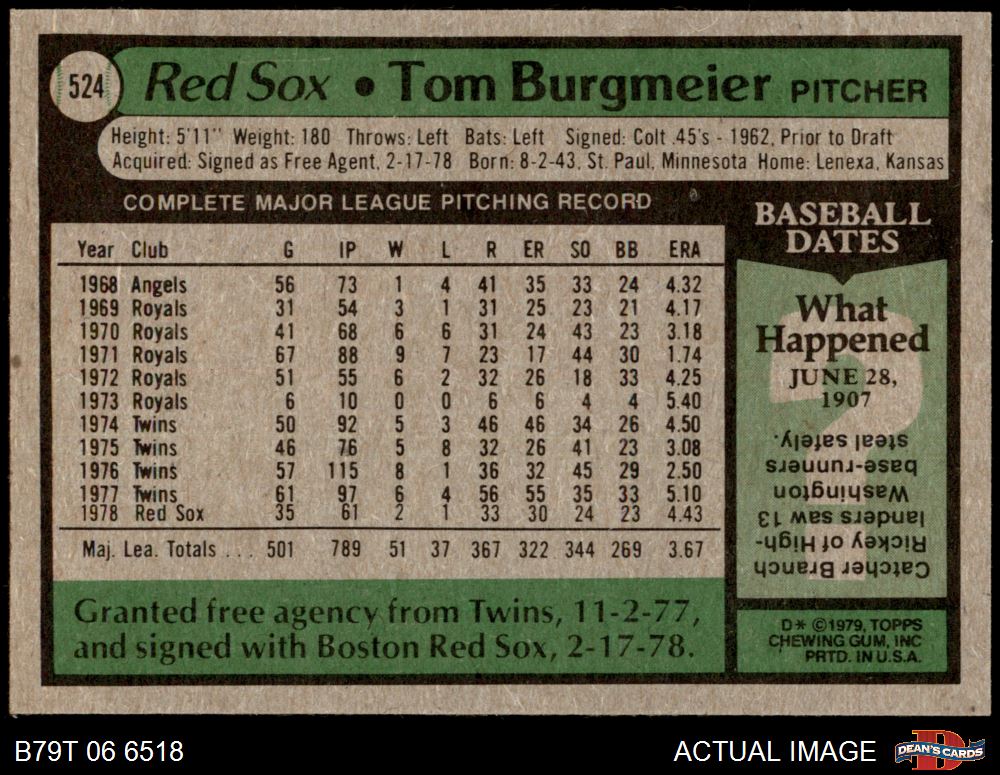 524 Red Sox • Tom Burgmeier PITCHER
Height: 5'11" Weight: 180 Throws: Left Bats: Left Signed: Colt .45's - 1962, Prior to Draft
Acquired: Signed as Free Agent, 2-17-78 Born: 8-2-43, St. Paul, Minnesota Home: Lenexa, Kansas
COMPLETE MAJOR LEAGUE PITCHING RECORD
Year Club G IP W L R ER SO BB ERA
1968 Angels 56 73 1 4 41 35 33 24 4.32
1969 Royals 31 54 3 1 31 25 23 21 4.17
1970 Royals 41 68 6 6 31 24 43 23 3.18
1971 Royals 67 88 9 7 23 17 44 30 1.74
1972 Royals 51 55 6 2 32 26 18 33 4.25
1973 Royals 6 10 0 0 6 6 4 4 5.40
1974 Twins 50 92 5 3 46 46 34 26 4.50
1975 Twins 46 76 5 8 32 26 41 23 3.08
1976 Twins 57 115 8 1 36 32 45 29 2.50
1977 Twins 61 97 6 4 56 55 35 33 5.10
1978 Red Sox 35 61 2 1 33 30 24 23 4.43
Maj. Lea. Totals . . . 501 789 51 37 367 322 344 269 3.67
Granted free agency from Twins, 11-2-77,
and signed with Boston Red Sox, 2-17-78.
BASEBALL
DATES
What
Happened
JUNE 28,
1907
?
Catcher Branch
Rickey of High-
landers saw 13
Washington
base-runners
steal safely.
D* ©1979, TOPPS
CHEWING GUM, INC
PRTD. IN U.S.A.
B79T 06 6518
ACTUAL IMAGE
D
DEAN'S CARDS